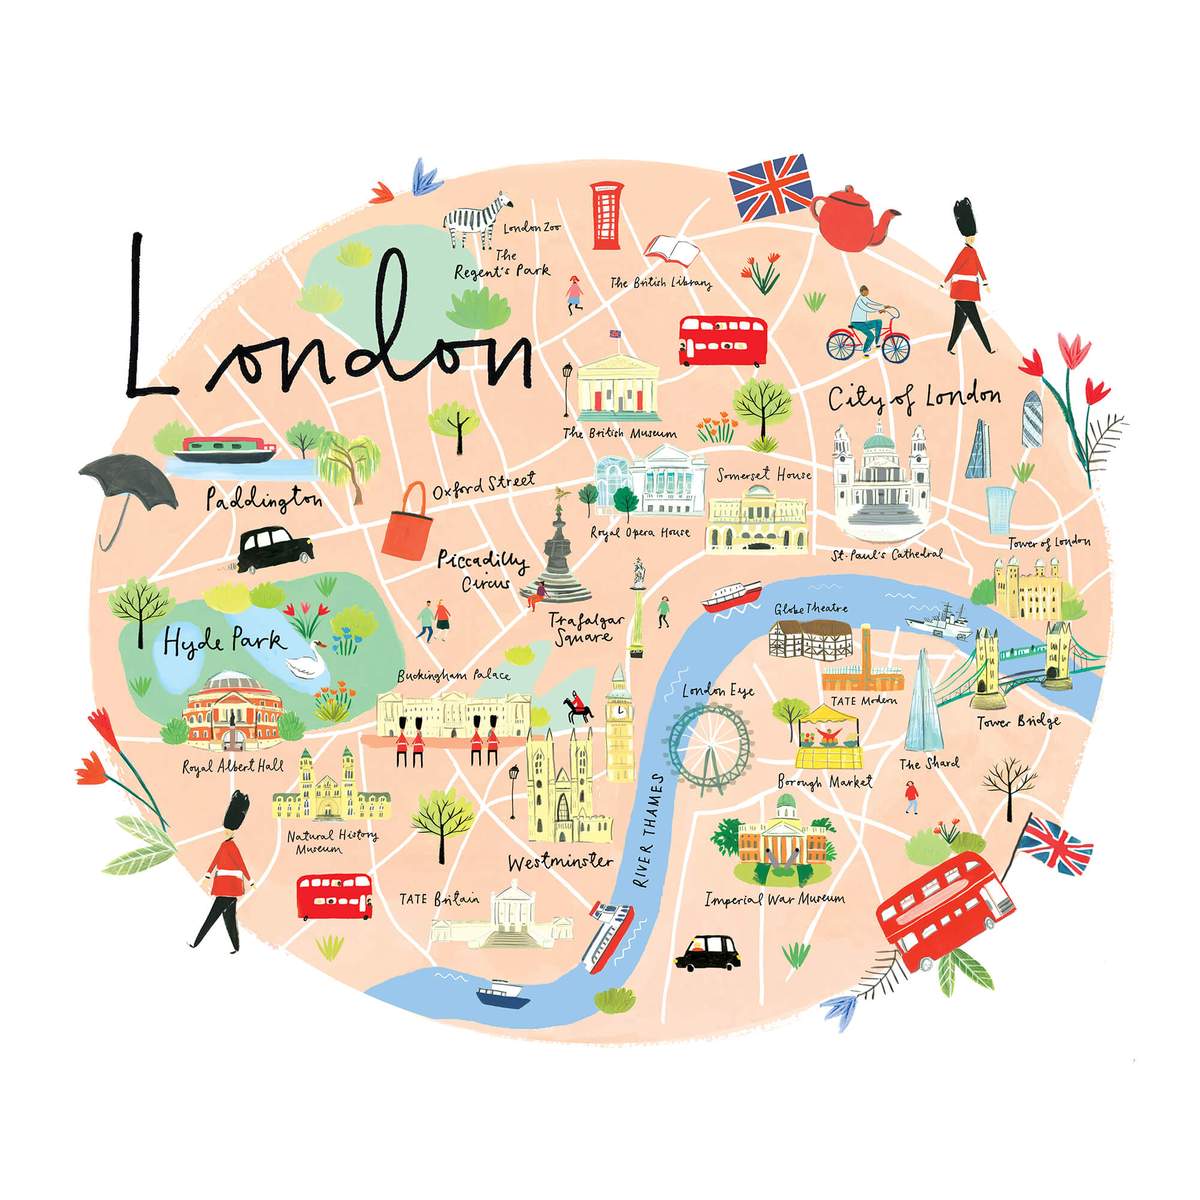 London
London Zoo
The
Regent's Park
The British Library
City of London
The British Museum
Oxford Street
Paddington
Somerset House
Royal Opera House
St. Paul's Cathedral
Tower of London
Piccadilly
Circus
Trafalgar
Square
Globe Theatre
Hyde Park
Buckingham Palace
London Eye
TATE Modern
Tower Bridge
Royal Albert Hall
The Shard
Borough Market
RIVER THAMES
Natural History
Museum
Westminster
TATE Britain
Imperial War Museum